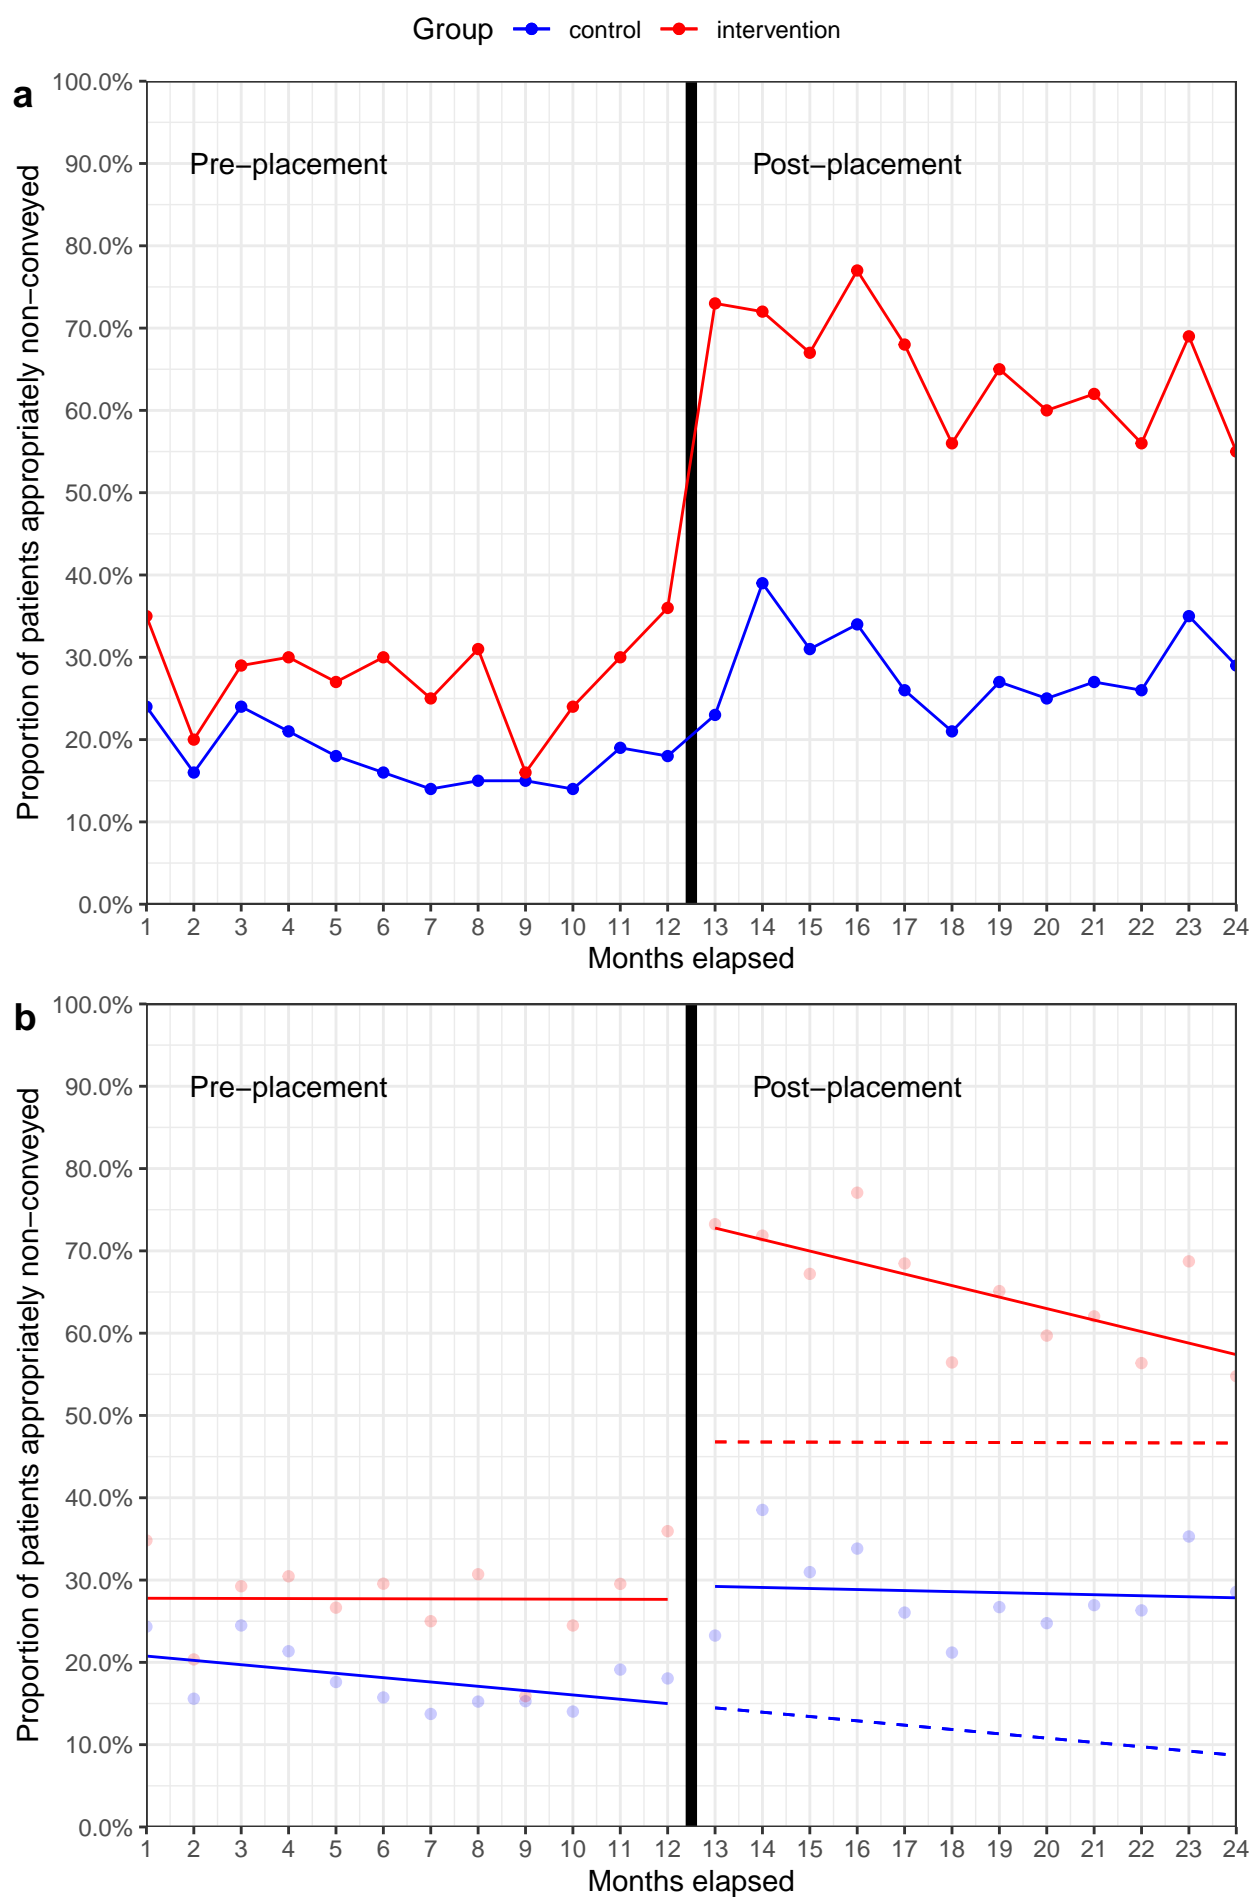 Group control intervention
a
Proportion of patients appropriately non−conveyed
100.0%
90.0%
80.0%
70.0%
60.0%
50.0%
40.0%
30.0%
20.0%
10.0%
0.0%
Pre−placement Post−placement
1 2 3 4 5 6 7 8 9 10 11 12 13 14 15 16 17 18 19 20 21 22 23 24
Months elapsed
b
Proportion of patients appropriately non−conveyed
100.0%
90.0%
80.0%
70.0%
60.0%
50.0%
40.0%
30.0%
20.0%
10.0%
0.0%
Pre−placement Post−placement
1 2 3 4 5 6 7 8 9 10 11 12 13 14 15 16 17 18 19 20 21 22 23 24
Months elapsed